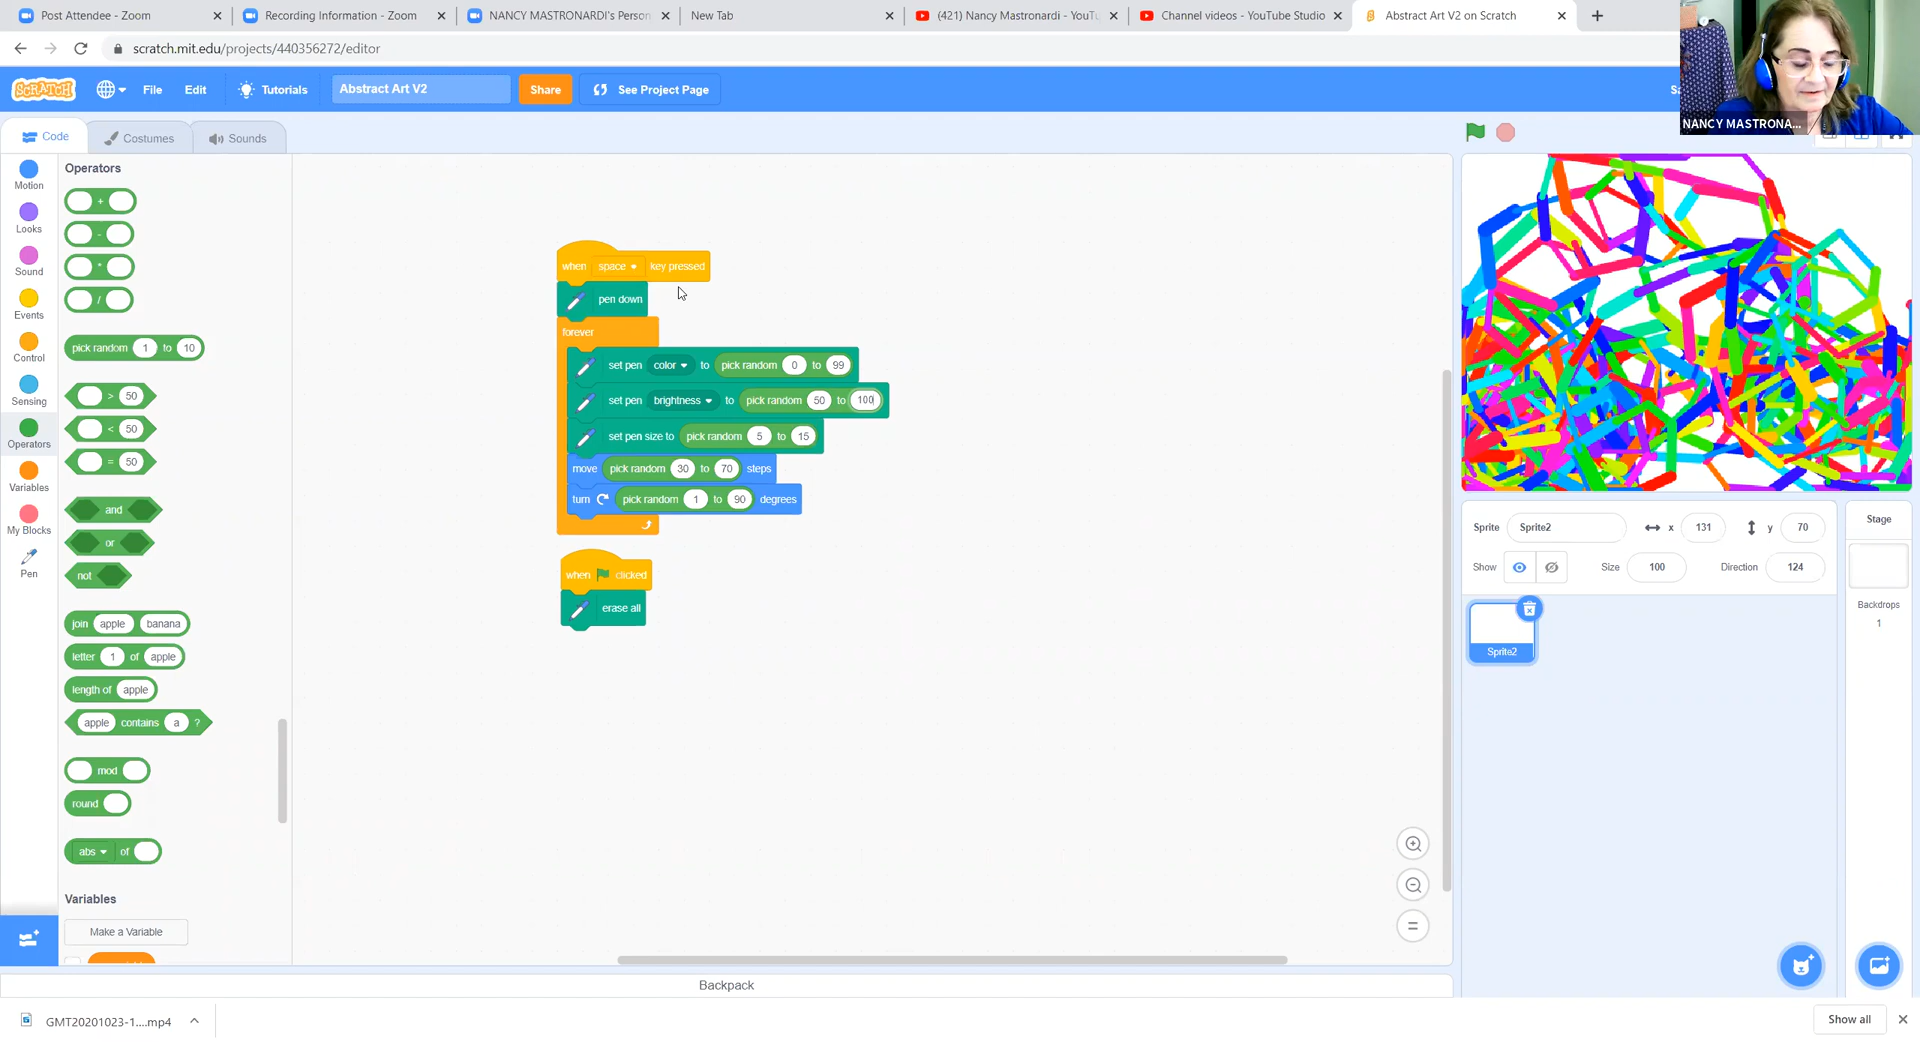 Post Attendee - Zoom
Recording Information - Zoom
NANCY MASTRONARDI's Person
New Tab
(421) Nancy Mastronardi - YouTu
Channel videos - YouTube Studio
Abstract Art V2 on Scratch
scratch.mit.edu/projects/440356272/editor
SCRATCH
File
Edit
Tutorials
Abstract Art V2
Share
See Project Page
NANCY MASTRONA...
Code
Costumes
Sounds
Motion
Looks
Sound
Events
Control
Sensing
Operators
Variables
My Blocks
Pen
Operators
+
-
*
/
pick random 1 to 10
> 50
< 50
= 50
and
or
not
join apple banana
letter 1 of apple
length of apple
apple contains a ?
mod
round
abs of
Variables
Make a Variable
when space key pressed
pen down
forever
set pen color to pick random 0 to 99
set pen brightness to pick random 50 to 100
set pen size to pick random 5 to 15
move pick random 30 to 70 steps
turn pick random 1 to 90 degrees
when clicked
erase all
Sprite Sprite2 x 131 y 70
Show Size 100 Direction 124
Sprite2
Stage
Backdrops
1
Backpack
GMT20201023-1....mp4
Show all